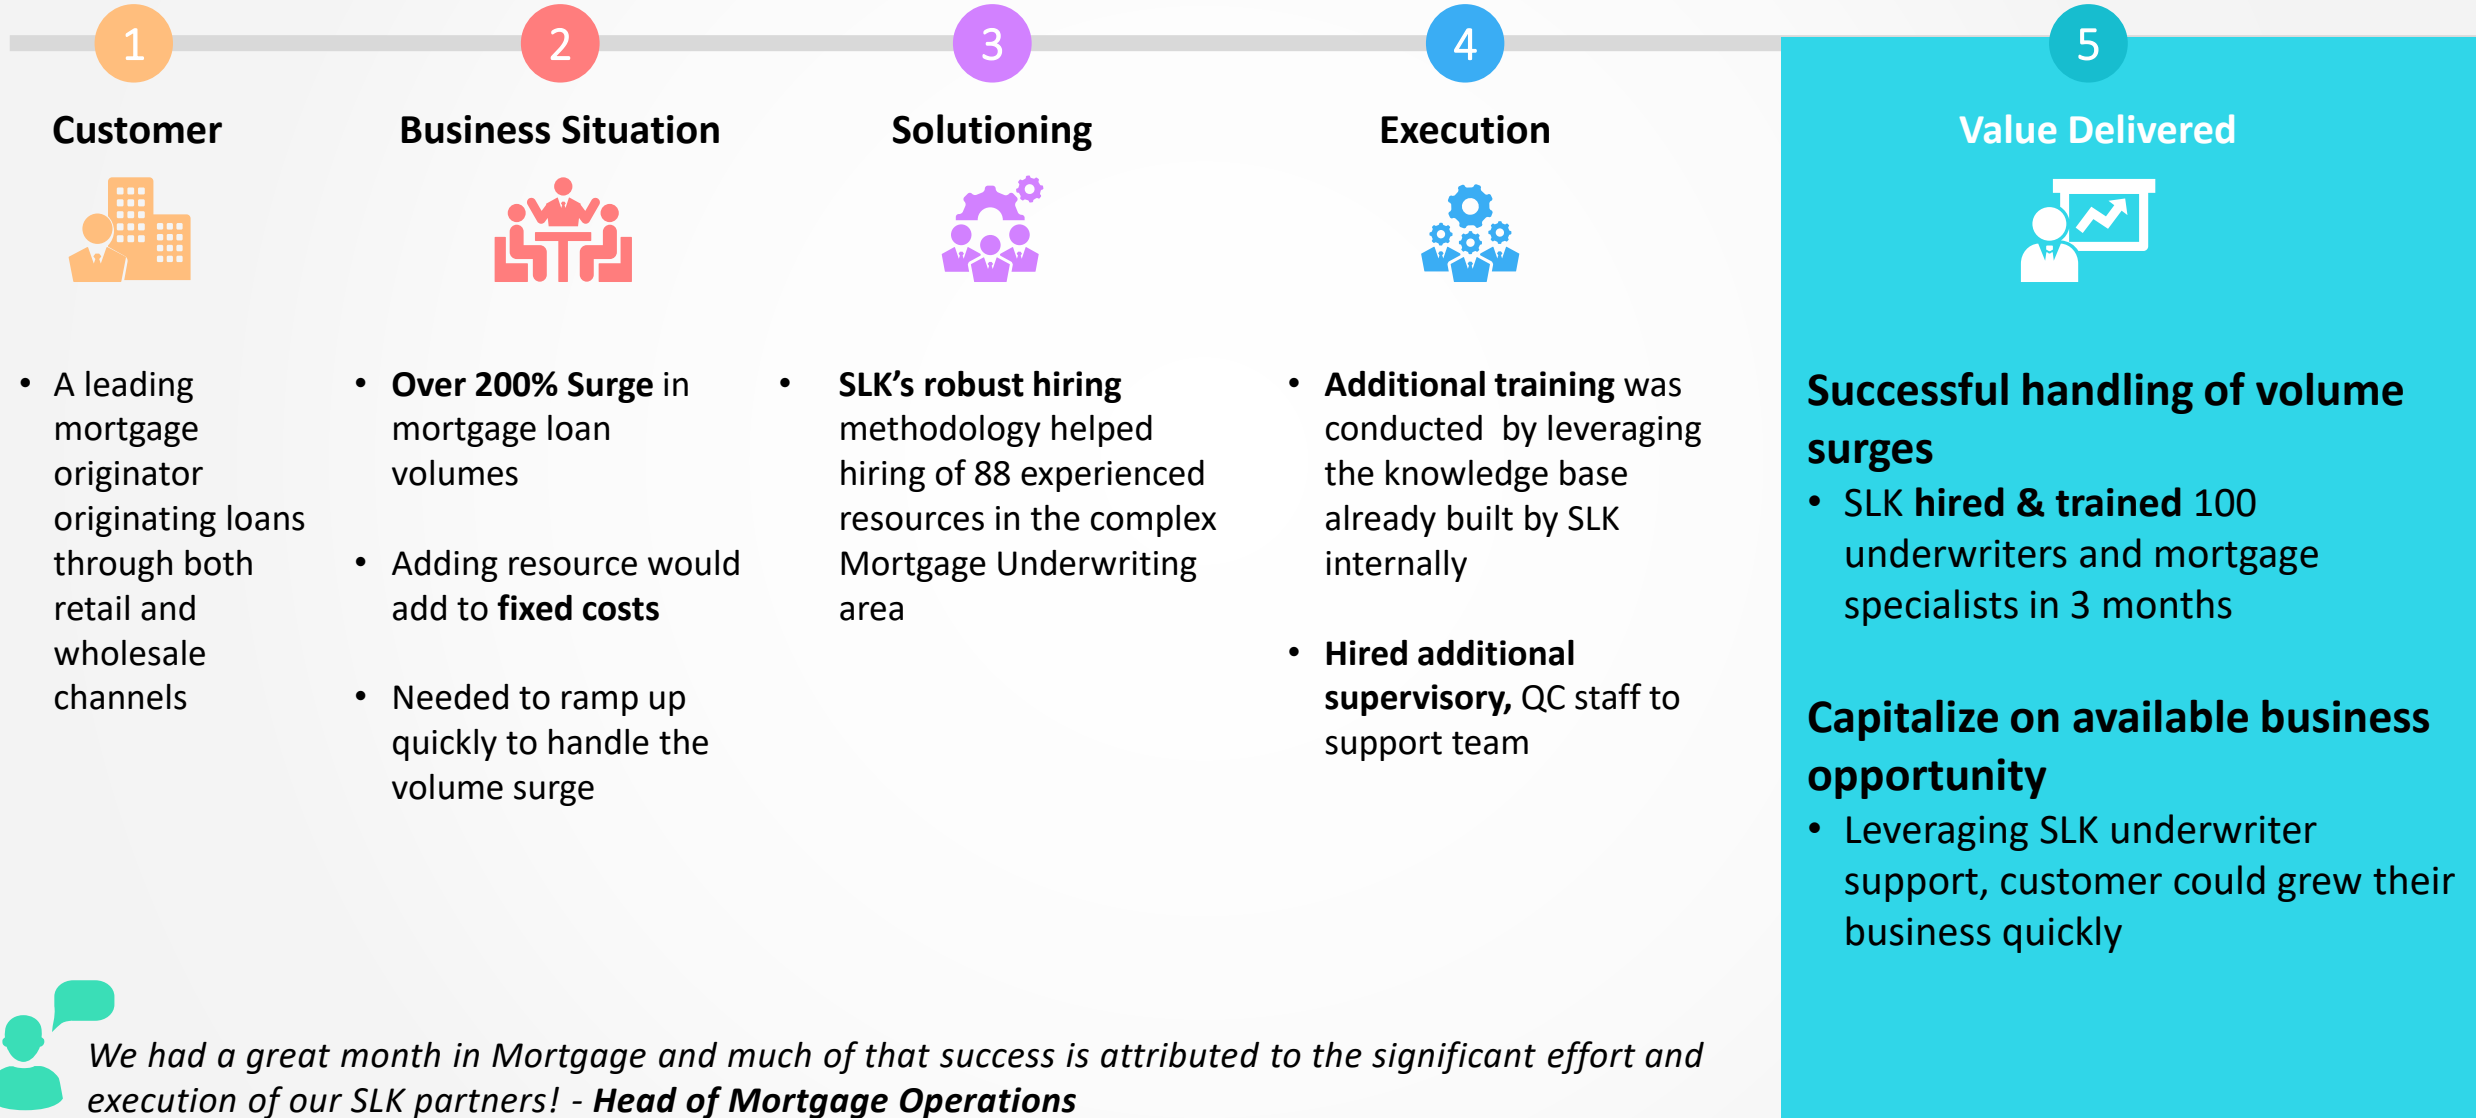 1
Customer
• A leading
mortgage
originator
originating loans
through both
retail and
wholesale
channels
2
Business Situation
• Over 200% Surge in
mortgage loan
volumes
• Adding resource would
add to fixed costs
• Needed to ramp up
quickly to handle the
volume surge
3
Solutioning
• SLK’s robust hiring
methodology helped
hiring of 88 experienced
resources in the complex
Mortgage Underwriting
area
4
Execution
• Additional training was
conducted by leveraging
the knowledge base
already built by SLK
internally
• Hired additional
supervisory, QC staff to
support team
5
Value Delivered
Successful handling of volume
surges
• SLK hired & trained 100
underwriters and mortgage
specialists in 3 months
Capitalize on available business
opportunity
• Leveraging SLK underwriter
support, customer could grew their
business quickly
We had a great month in Mortgage and much of that success is attributed to the significant effort and
execution of our SLK partners! - Head of Mortgage Operations